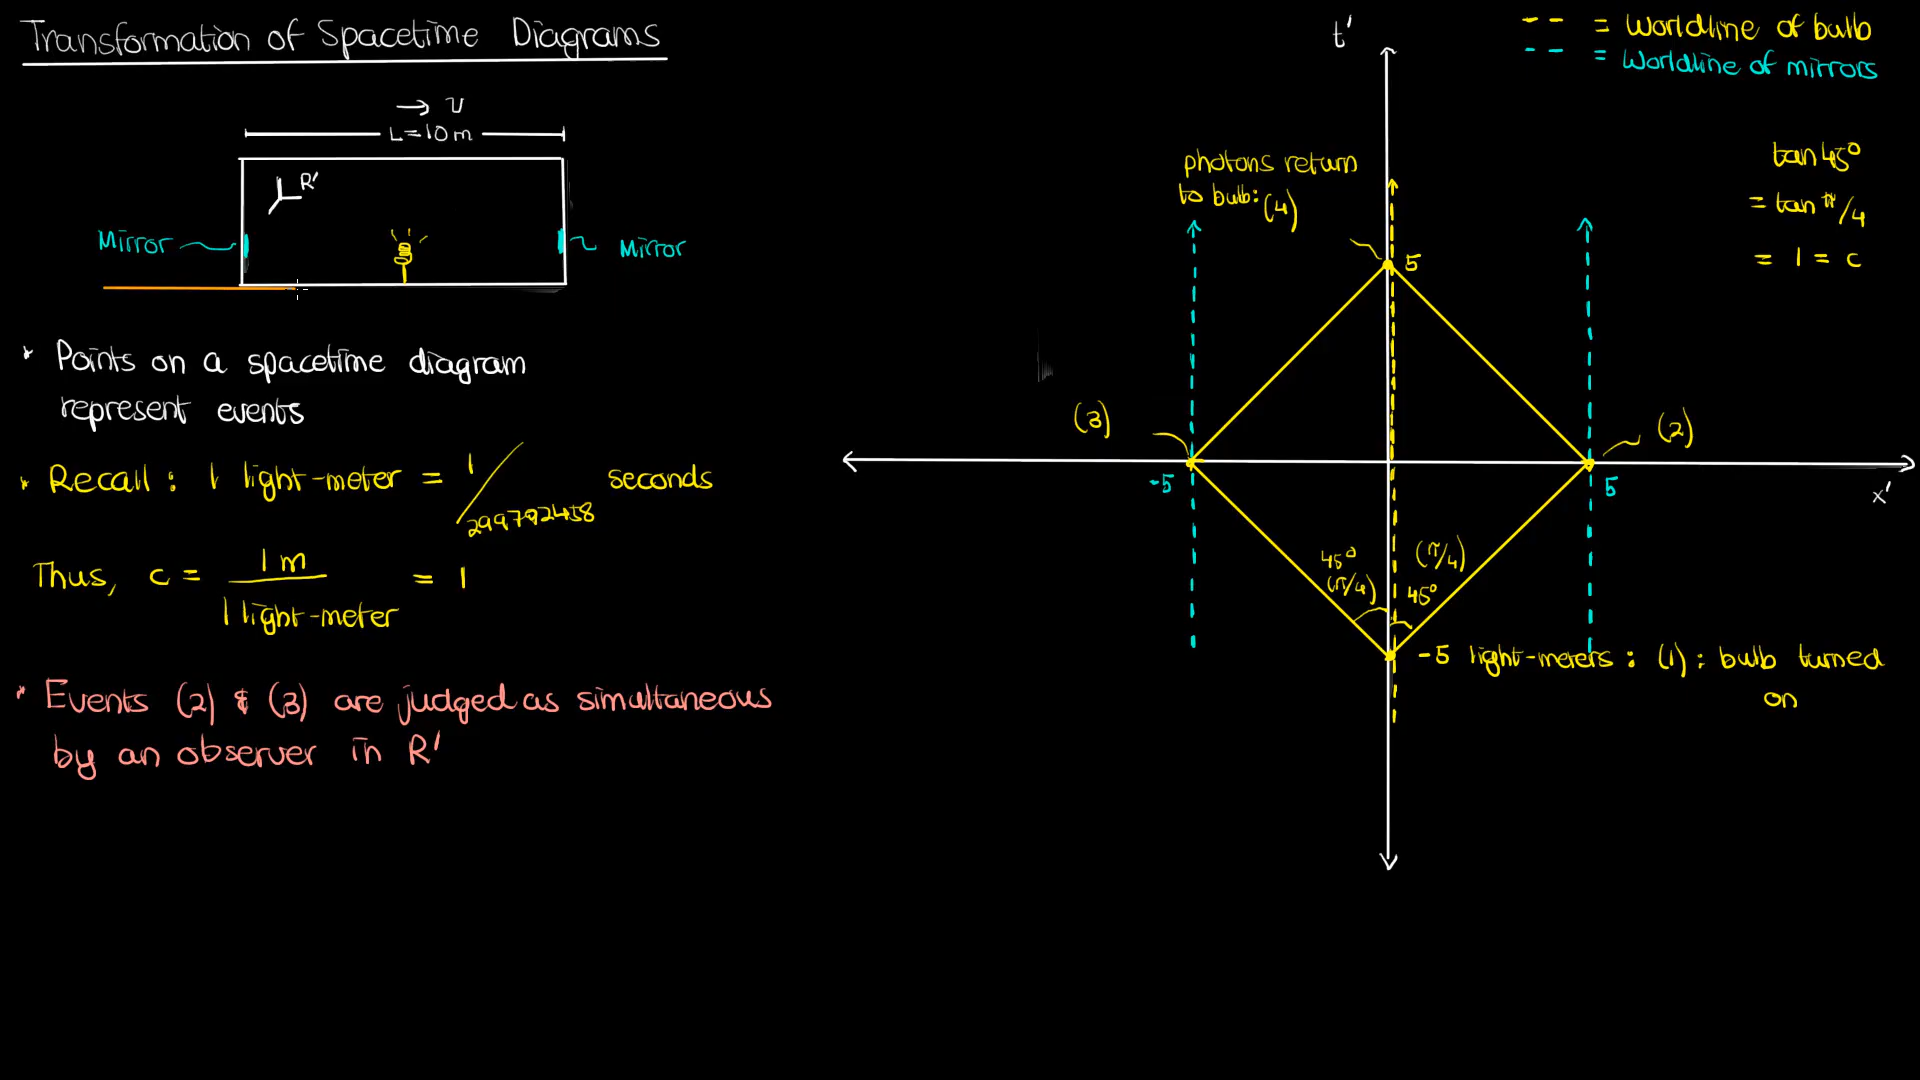 Transformation of Spacetime Diagrams
→ v
L=10m
R'
Mirror
Mirror
* Points on a spacetime diagram
represent events
* Recall: 1 light-meter = 1/299792458 seconds
Thus, c = 1m / 1 light-meter = 1
* Events (2) & (3) are judged as simultaneous
by an observer in R'
t'
-- = Worldline of bulb
-- = Worldline of mirrors
photons return
to bulb: (4)
tan 45°
= tan π/4
= 1 = c
5
(3)
(2)
-5
5
x'
45°
(π/4)
(π/4)
45°
-5 light-meters: (1): bulb turned
on